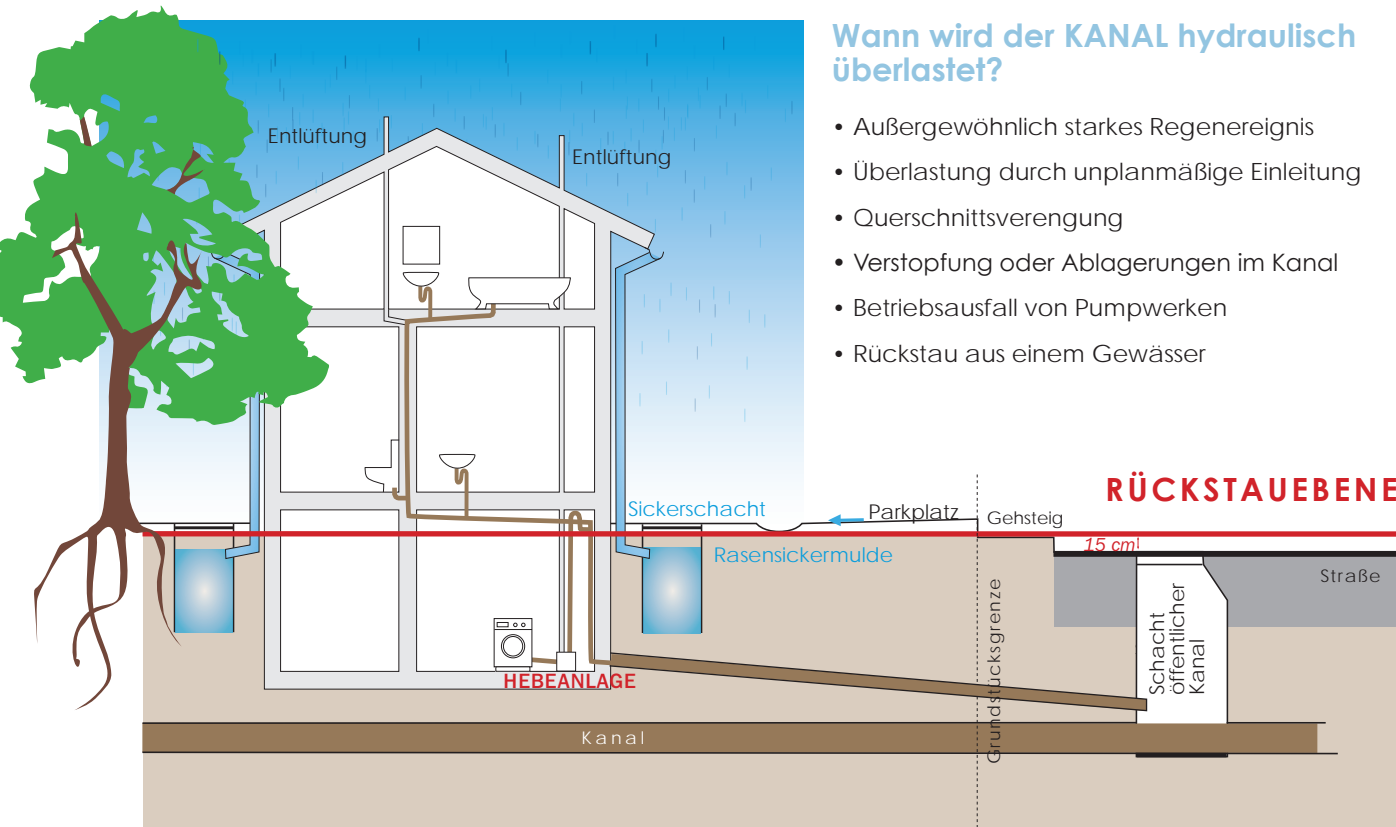 Wann wird der KANAL hydraulisch
überlastet?
• Außergewöhnlich starkes Regenereignis
• Überlastung durch unplanmäßige Einleitung
• Querschnittsverengung
• Verstopfung oder Ablagerungen im Kanal
• Betriebsausfall von Pumpwerken
• Rückstau aus einem Gewässer
Entlüftung
Entlüftung
RÜCKSTAUEBENE
Sickerschacht
Parkplatz
Gehsteig
15 cm
Rasensickermulde
Straße
Grundstücksgrenze
Schacht
öffentlicher
Kanal
HEBEANLAGE
Kanal